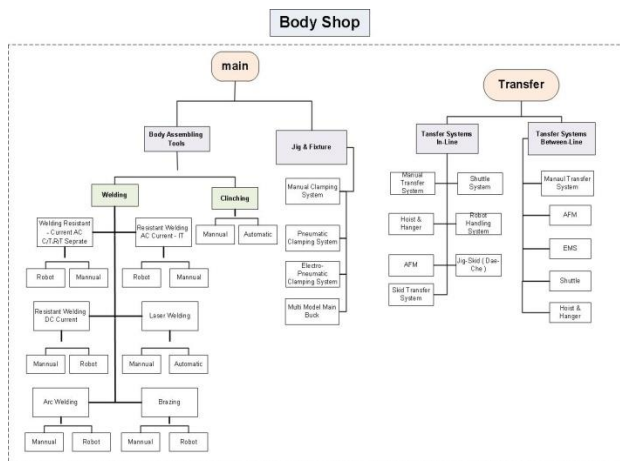 Body Shop
main
Body Assembling
Tools
Jig & Fixture
Welding
Clinching
Welding Resistant
- Current AC
C/T,R/T Seprate
Resistant Welding
AC Current - IT
Mannual
Automatic
Robot
Mannual
Robot
Mannual
Resistant Welding
DC Current
Laser Welding
Mannual
Robot
Mannual
Automatic
Arc Welding
Brazing
Mannual
Robot
Mannual
Robot
Manual Clamping
System
Pneumatic
Clamping System
Electro-
Pneumatic
Clamping System
Multi Model Main
Buck
Transfer
Tansfer Systems
In-Line
Tansfer Systems
Between-Line
Manual
Transfer
System
Shuttle
System
Hoist &
Hanger
Robot
Handling
System
AFM
Jig-Skid ( Dae-
Che )
Skid Transfer
System
Manaul Transfer
System
AFM
EMS
Shuttle
Hoist &
Hanger